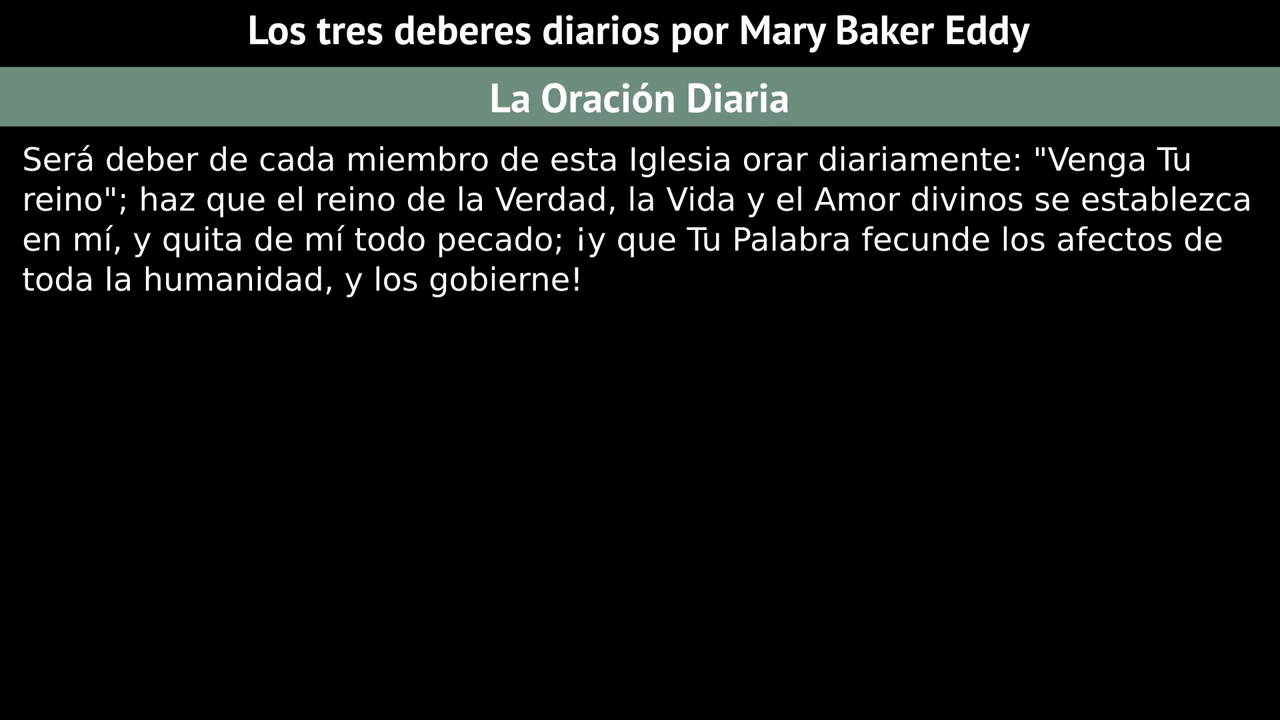 Los tres deberes diarios por Mary Baker Eddy
La Oración Diaria
Será deber de cada miembro de esta Iglesia orar diariamente: "Venga Tu
reino"; haz que el reino de la Verdad, la Vida y el Amor divinos se establezca
en mí, y quita de mí todo pecado; ¡y que Tu Palabra fecunde los afectos de
toda la humanidad, y los gobierne!